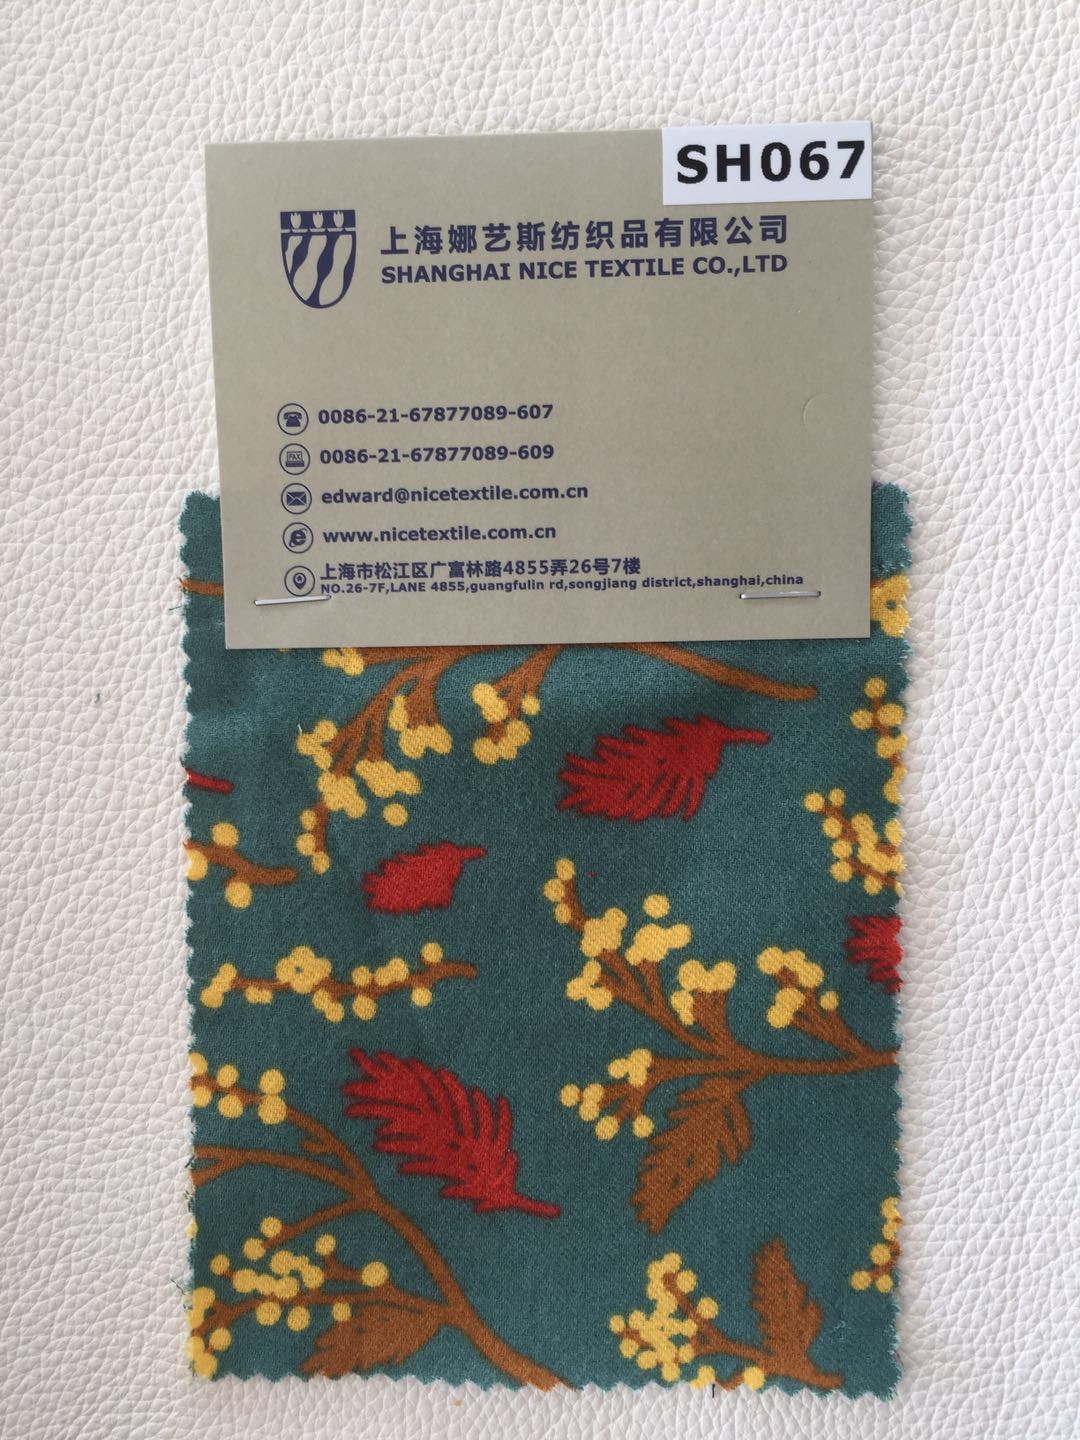 SH067
上海娜艺斯纺织品有限公司
SHANGHAI NICE TEXTILE CO.,LTD
0086-21-67877089-607
FAX
0086-21-67877089-609
edward@nicetextile.com.cn
www.nicetextile.com.cn
上海市松江区广富林路4855弄26号7楼
NO.26-7F,LANE 4855,guangfulin rd,songjiang district,shanghai,china